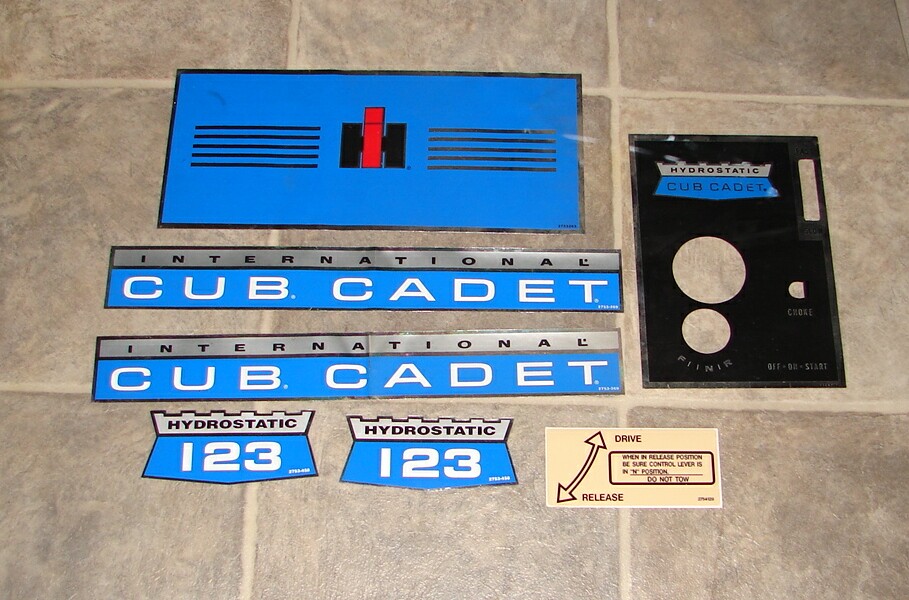 IH
INTERNATIONAL
CUB CADET
INTERNATIONAL
CUB CADET
HYDROSTATIC
CUB CADET
CHOKE
OFF-ON-START
HYDROSTATIC
123
HYDROSTATIC
123
DRIVE
WHEN IN RELEASE POSITION
BE SURE CONTROL LEVER IS
IN "N" POSITION.
DO NOT TOW
RELEASE